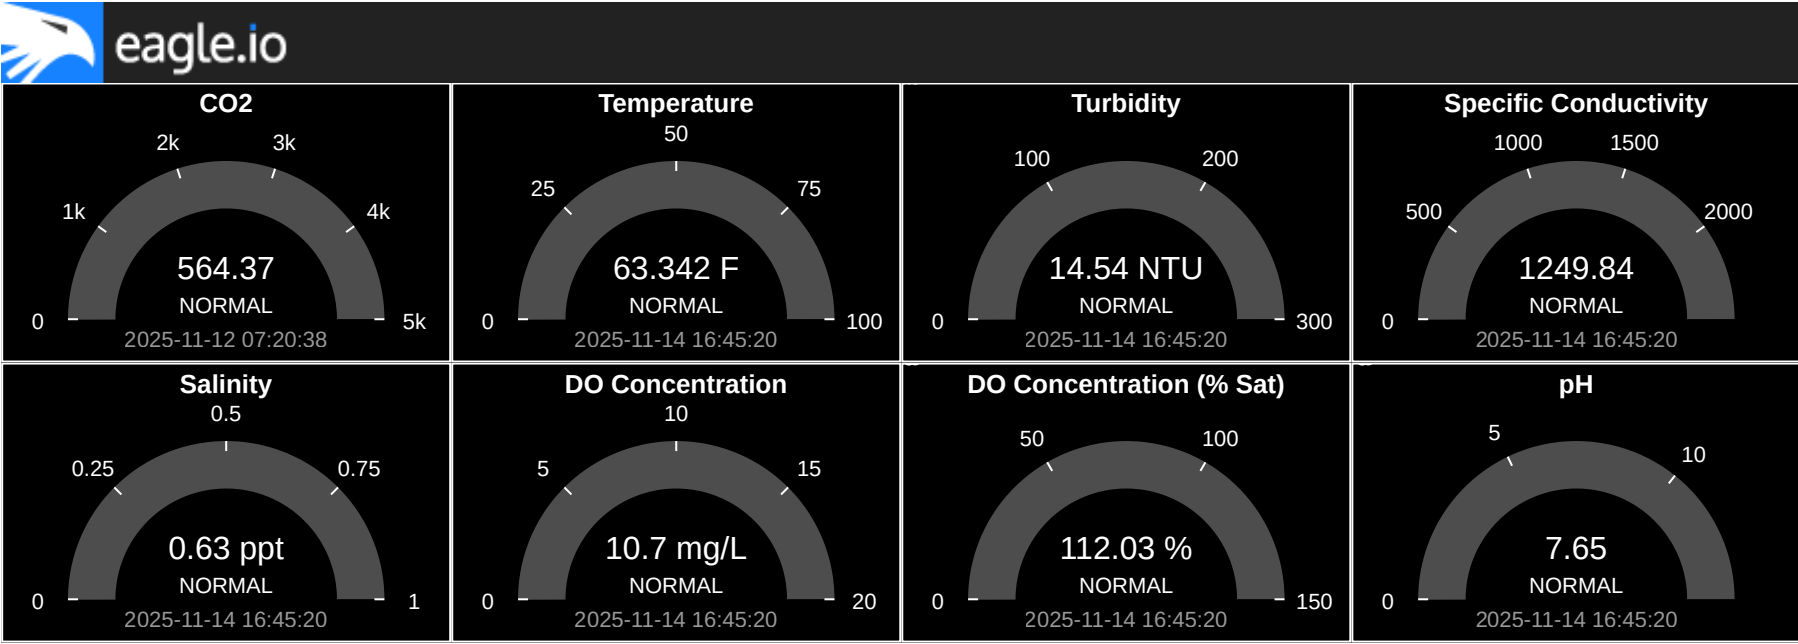 eagle.io
CO2
2k
3k
1k
4k
564.37
NORMAL
0
5k
2025-11-12 07:20:38
Temperature
50
25
75
63.342 F
NORMAL
0
100
2025-11-14 16:45:20
Turbidity
100
200
14.54 NTU
NORMAL
0
300
2025-11-14 16:45:20
Specific Conductivity
1000
1500
500
2000
1249.84
NORMAL
0
2025-11-14 16:45:20
Salinity
0.5
0.25
0.75
0.63 ppt
NORMAL
0
1
2025-11-14 16:45:20
DO Concentration
10
5
15
10.7 mg/L
NORMAL
0
20
2025-11-14 16:45:20
DO Concentration (% Sat)
50
100
112.03 %
NORMAL
0
150
2025-11-14 16:45:20
pH
5
10
7.65
NORMAL
0
2025-11-14 16:45:20